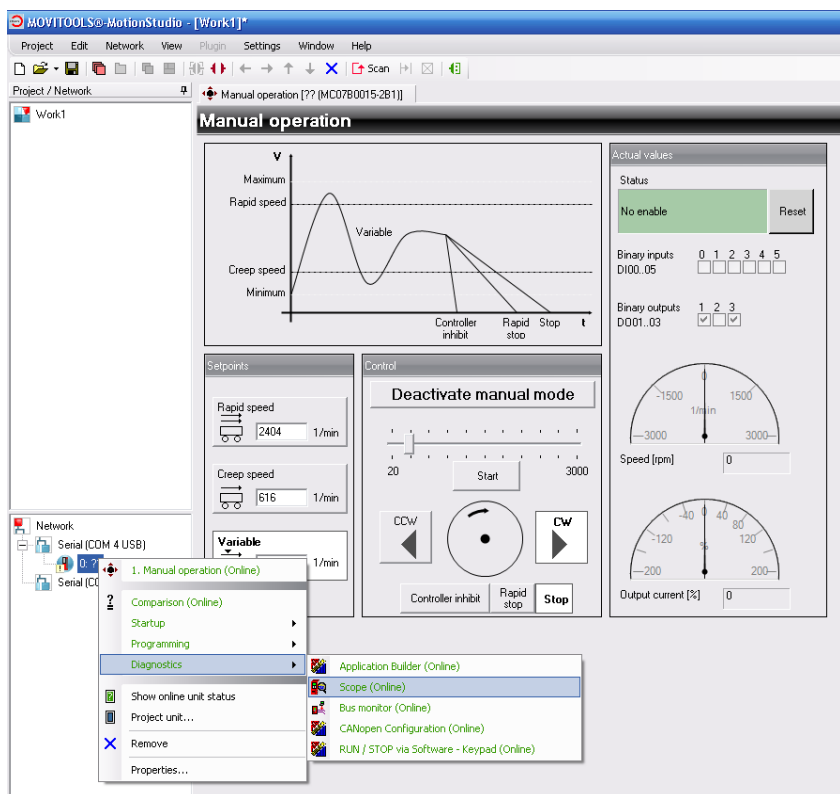 MOVITOOLS®-MotionStudio - [Work1]*
Project Edit Network View Plugin Settings Window Help
Scan
Project / Network
Manual operation [?? (MC07B0015-2B1)]
Work1
Manual operation
V
Maximum
Rapid speed
Variable
Creep speed
Minimum
Controller inhibit
Rapid stop
Stop
t
Actual values
Status
No enable
Reset
Binary inputs 0 1 2 3 4 5
DI00..05
Binary outputs 1 2 3
DO01..03
0
-1500 1500
1/min
-3000 3000
Speed [rpm] 0
-40 0 40
80
-120 120
%
-200 200
Output current [%] 0
Setpoints
Rapid speed
2404 1/min
Creep speed
616 1/min
Variable
1/min
Control
Deactivate manual mode
20 3000
Start
CCW
CW
Controller inhibit
Rapid stop
Stop
Network
Serial (COM 4 USB)
0: ??
Serial (CO
1. Manual operation (Online)
Comparison (Online)
Startup
Programming
Diagnostics
Show online unit status
Project unit...
Remove
Properties...
Application Builder (Online)
Scope (Online)
Bus monitor (Online)
CANopen Configuration (Online)
RUN / STOP via Software - Keypad (Online)